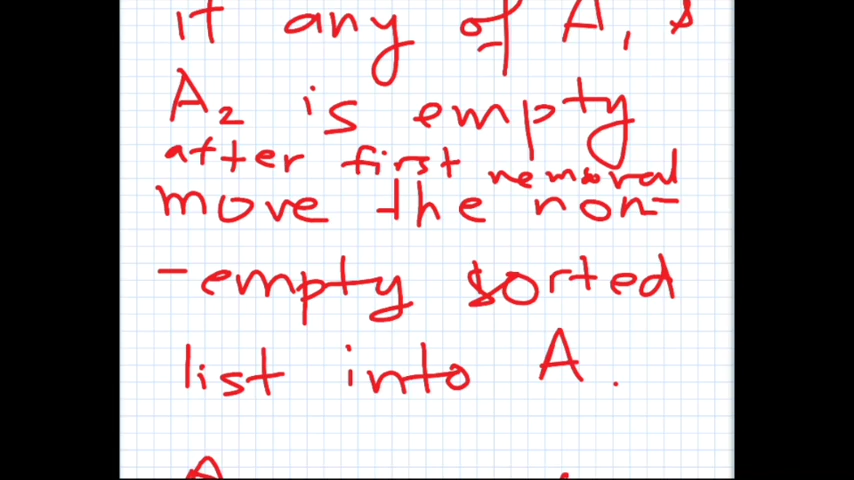 if any of A, &
A2 is empty
after first removal
move the non-
-empty sorted
list into A.
A